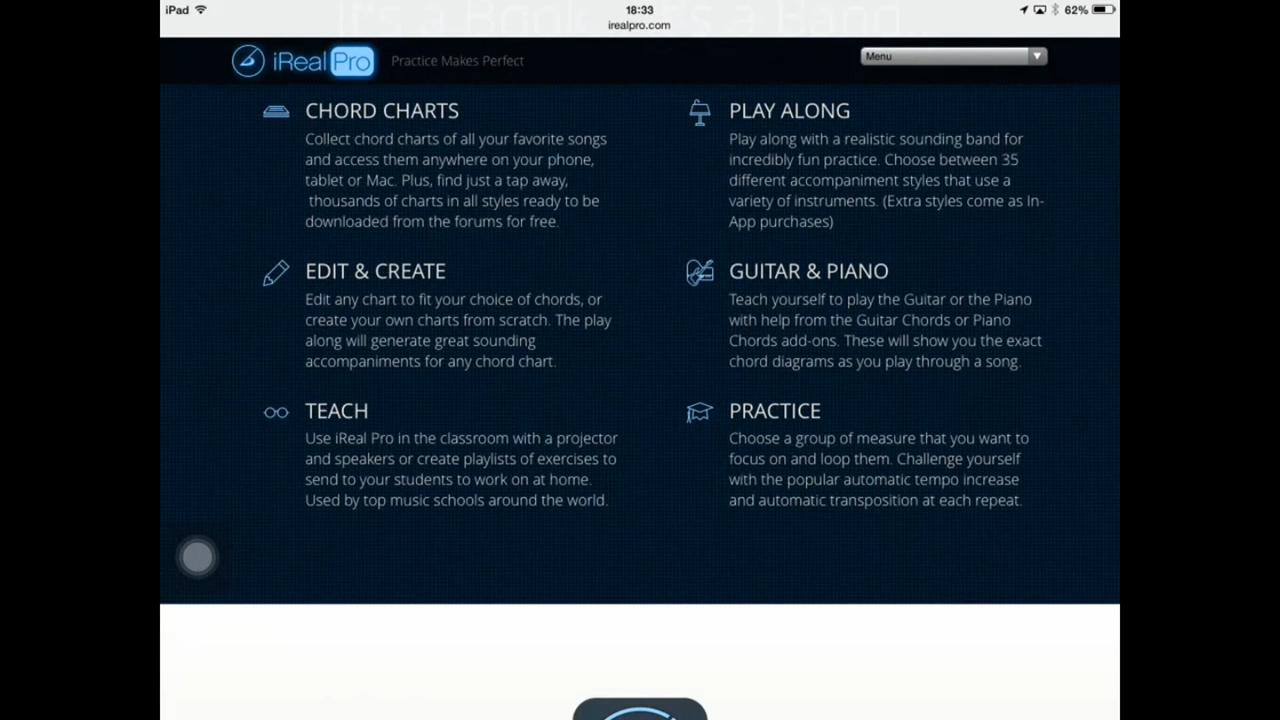 iPad
18:33
62%
irealpro.com
It's a Book. It's a Band.
iReal Pro
Practice Makes Perfect
Menu
CHORD CHARTS
Collect chord charts of all your favorite songs
and access them anywhere on your phone,
tablet or Mac. Plus, find just a tap away,
thousands of charts in all styles ready to be
downloaded from the forums for free.
PLAY ALONG
Play along with a realistic sounding band for
incredibly fun practice. Choose between 35
different accompaniment styles that use a
variety of instruments. (Extra styles come as In-
App purchases)
EDIT & CREATE
Edit any chart to fit your choice of chords, or
create your own charts from scratch. The play
along will generate great sounding
accompaniments for any chord chart.
GUITAR & PIANO
Teach yourself to play the Guitar or the Piano
with help from the Guitar Chords or Piano
Chords add-ons. These will show you the exact
chord diagrams as you play through a song.
TEACH
Use iReal Pro in the classroom with a projector
and speakers or create playlists of exercises to
send to your students to work on at home.
Used by top music schools around the world.
PRACTICE
Choose a group of measure that you want to
focus on and loop them. Challenge yourself
with the popular automatic tempo increase
and automatic transposition at each repeat.